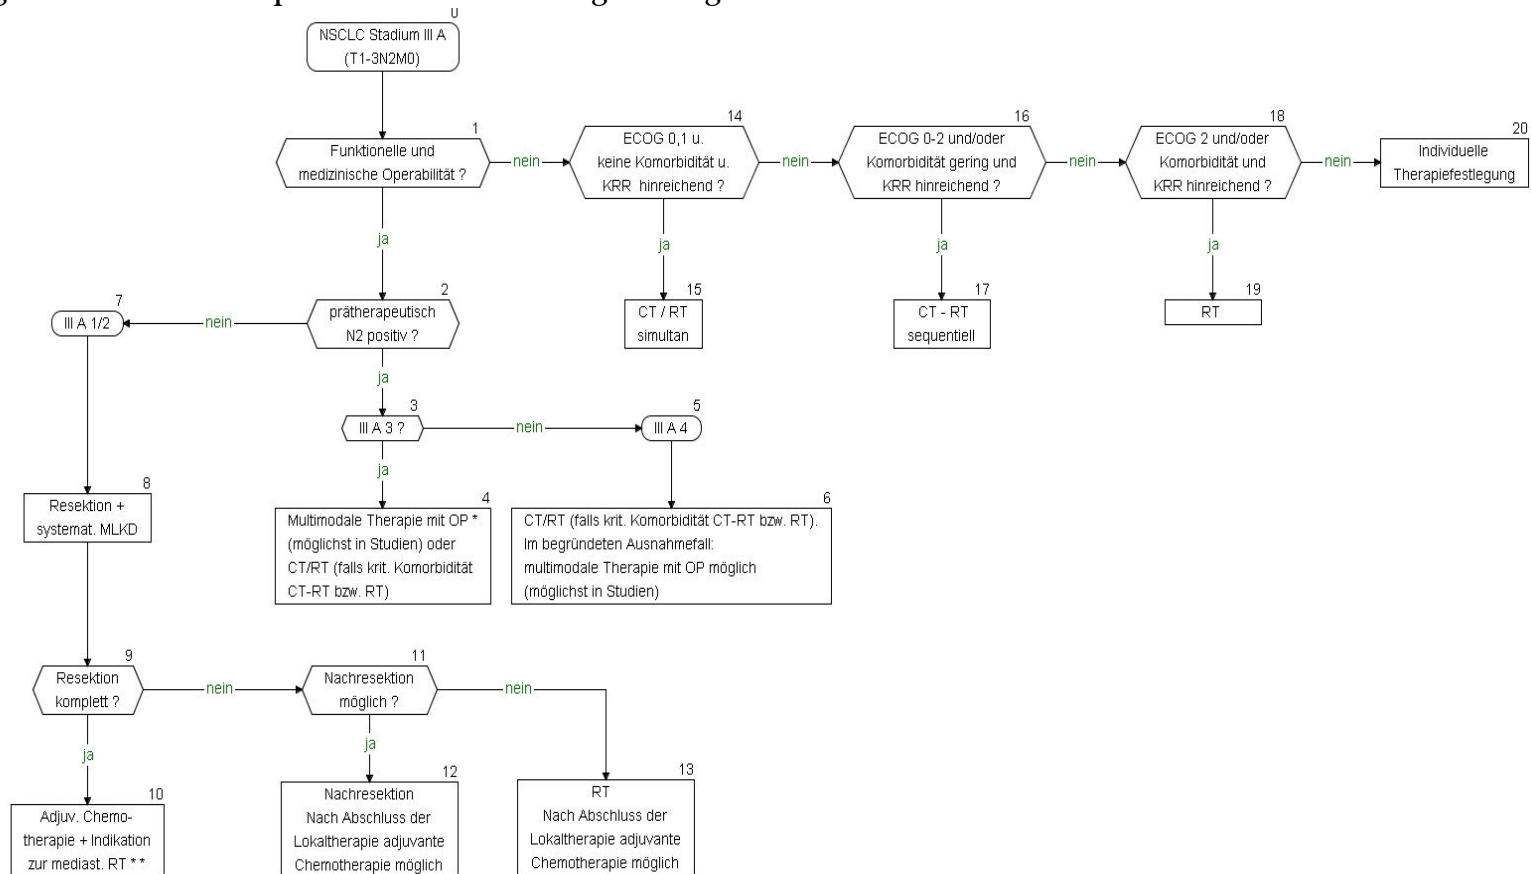 0
NSCLC Stadium III A
(T1-3N2M0)
1
Funktionelle und
medizinische Operabilität ?
nein
14
ECOG 0,1 u.
keine Komorbidität u.
KRR hinreichend ?
nein
16
ECOG 0-2 und/oder
Komorbidität gering und
KRR hinreichend ?
nein
18
ECOG 2 und/oder
Komorbidität und
KRR hinreichend ?
nein
20
Individuelle
Therapiefestlegung
ja
ja
ja
ja
7
III A 1/2
nein
2
prätherapeutisch
N2 positiv ?
15
CT / RT
simultan
17
CT - RT
sequentiell
19
RT
ja
3
III A 3 ?
nein
5
III A 4
ja
8
Resektion +
systemat. MLKD
4
Multimodale Therapie mit OP *
(möglichst in Studien) oder
CT/RT (falls krit. Komorbidität
CT-RT bzw. RT)
6
CT/RT (falls krit. Komorbidität CT-RT bzw. RT).
Im begründeten Ausnahmefall:
multimodale Therapie mit OP möglich
(möglichst in Studien)
9
Resektion
komplett ?
nein
11
Nachresektion
möglich ?
nein
ja
ja
10
Adjuv. Chemo-
therapie + Indikation
zur mediast. RT * *
12
Nachresektion
Nach Abschluss der
Lokaltherapie adjuvante
Chemotherapie möglich
13
RT
Nach Abschluss der
Lokaltherapie adjuvante
Chemotherapie möglich